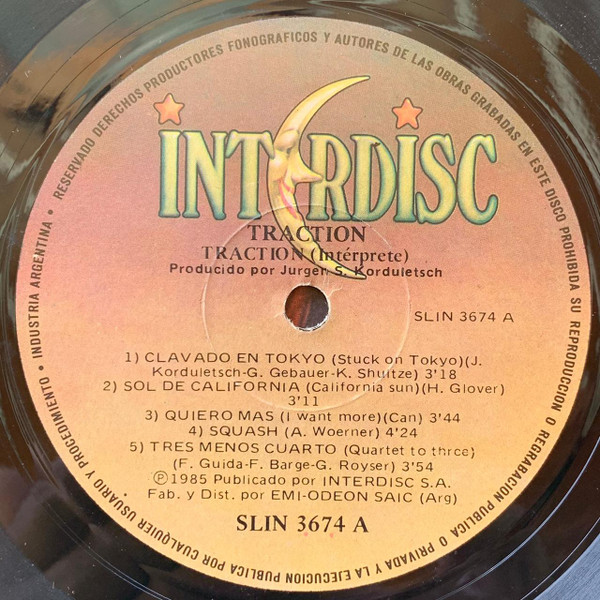 RESERVADO DERECHOS PRODUCTORES FONOGRAFICOS Y AUTORES DE LAS OBRAS GRABADAS EN ESTE DISCO PROHIBIDA SU REPRODUCCION O REGRABACION PUBLICA O PRIVADA Y LA EJECUCION PUBLICA POR CUALQUIER USUARIO Y PROCEDIMIENTO • INDUSTRIA ARGENTINA •
INTERDISC
TRACTION
TRACTION (Intérprete)
Producido por Jurgen S. Korduletsch
SLIN 3674 A
1) CLAVADO EN TOKYO (Stuck on Tokyo)(J.
Korduletsch-G. Gebauer-K. Shultze) 3'18
2) SOL DE CALIFORNIA (California sun)(H. Glover)
3'11
3) QUIERO MAS (I want more)(Can) 3'44
4) SQUASH (A. Woerner) 4'24
5) TRES MENOS CUARTO (Quartet to three)
(F. Guida-F. Barge-G. Royser) 3'54
Ⓟ 1985 Publicado por INTERDISC S.A.
Fab. y Dist. por EMI-ODEON SAIC (Arg)
SLIN 3674 A